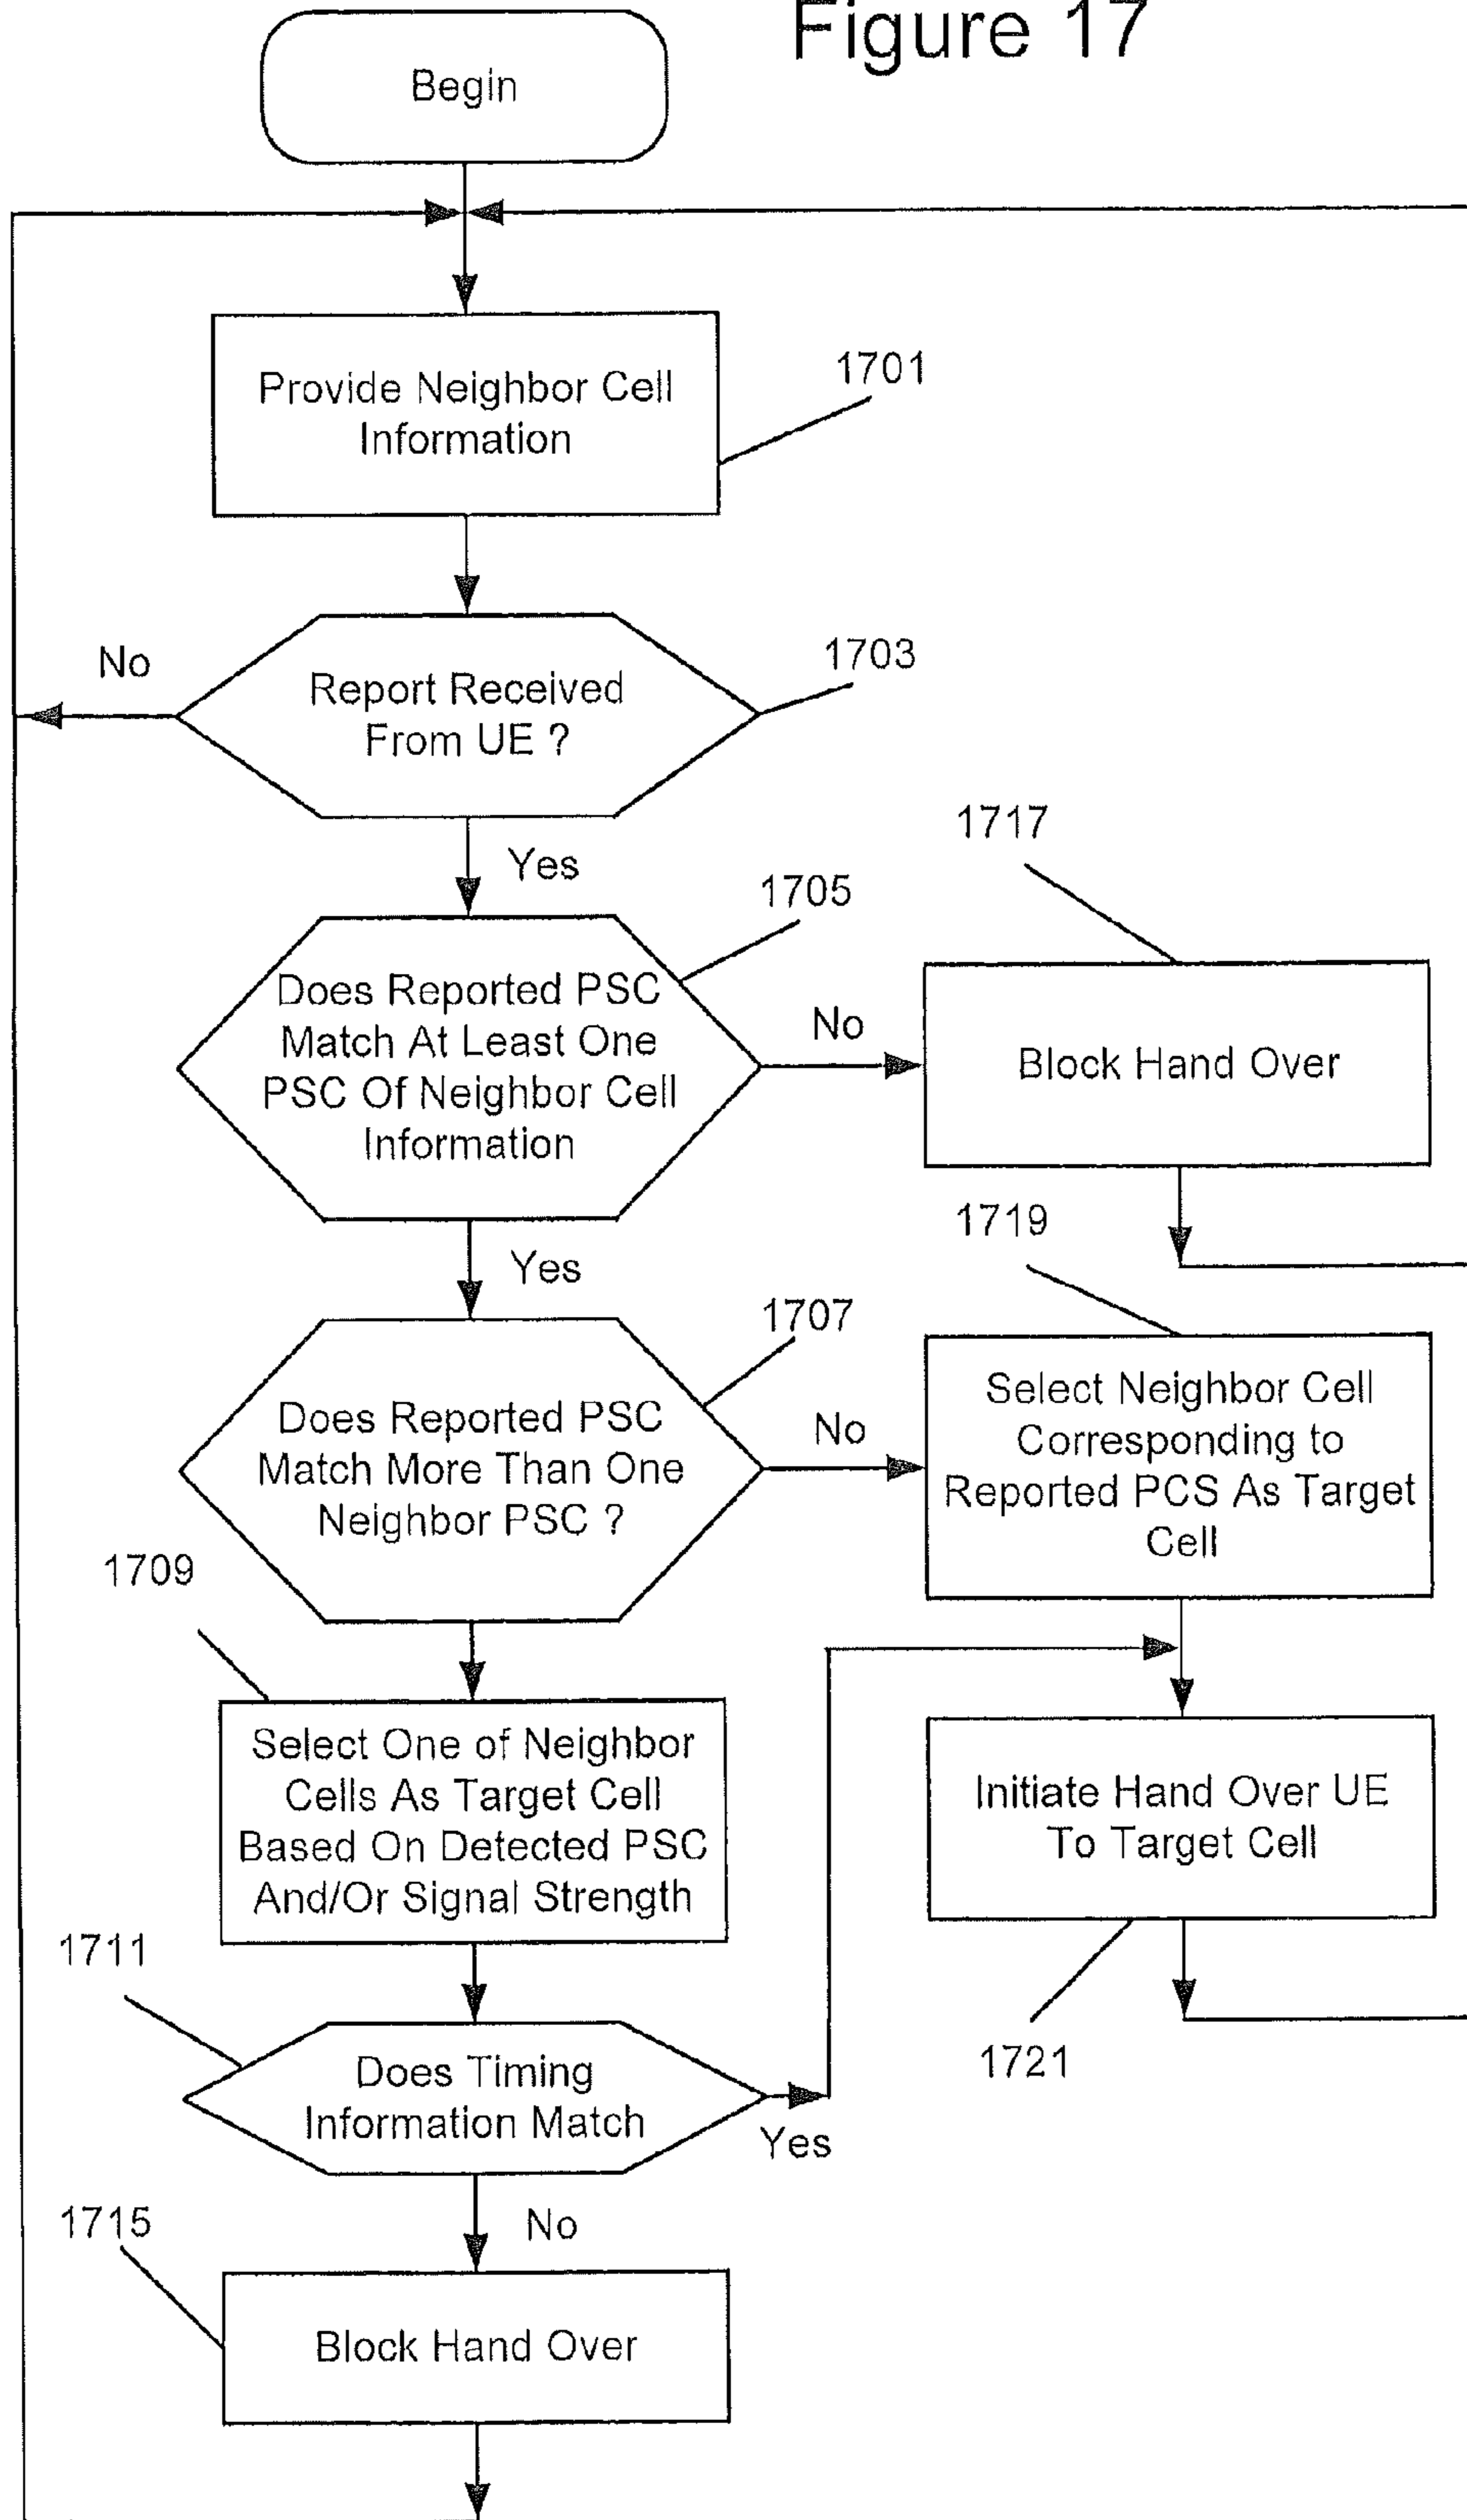 Figure 17
Begin
Provide Neighbor Cell
Information
1701
No
Report Received
From UE ?
1703
Yes
1717
1705
Does Reported PSC
Match At Least One
PSC Of Neighbor Cell
Information
No
Block Hand Over
Yes
1719
1707
Does Reported PSC
Match More Than One
Neighbor PSC ?
No
Select Neighbor Cell
Corresponding to
Reported PCS As Target
Cell
1709
Select One of Neighbor
Cells As Target Cell
Based On Detected PSC
And/Or Signal Strength
Initiate Hand Over UE
To Target Cell
1721
1711
Does Timing
Information Match
Yes
No
1715
Block Hand Over